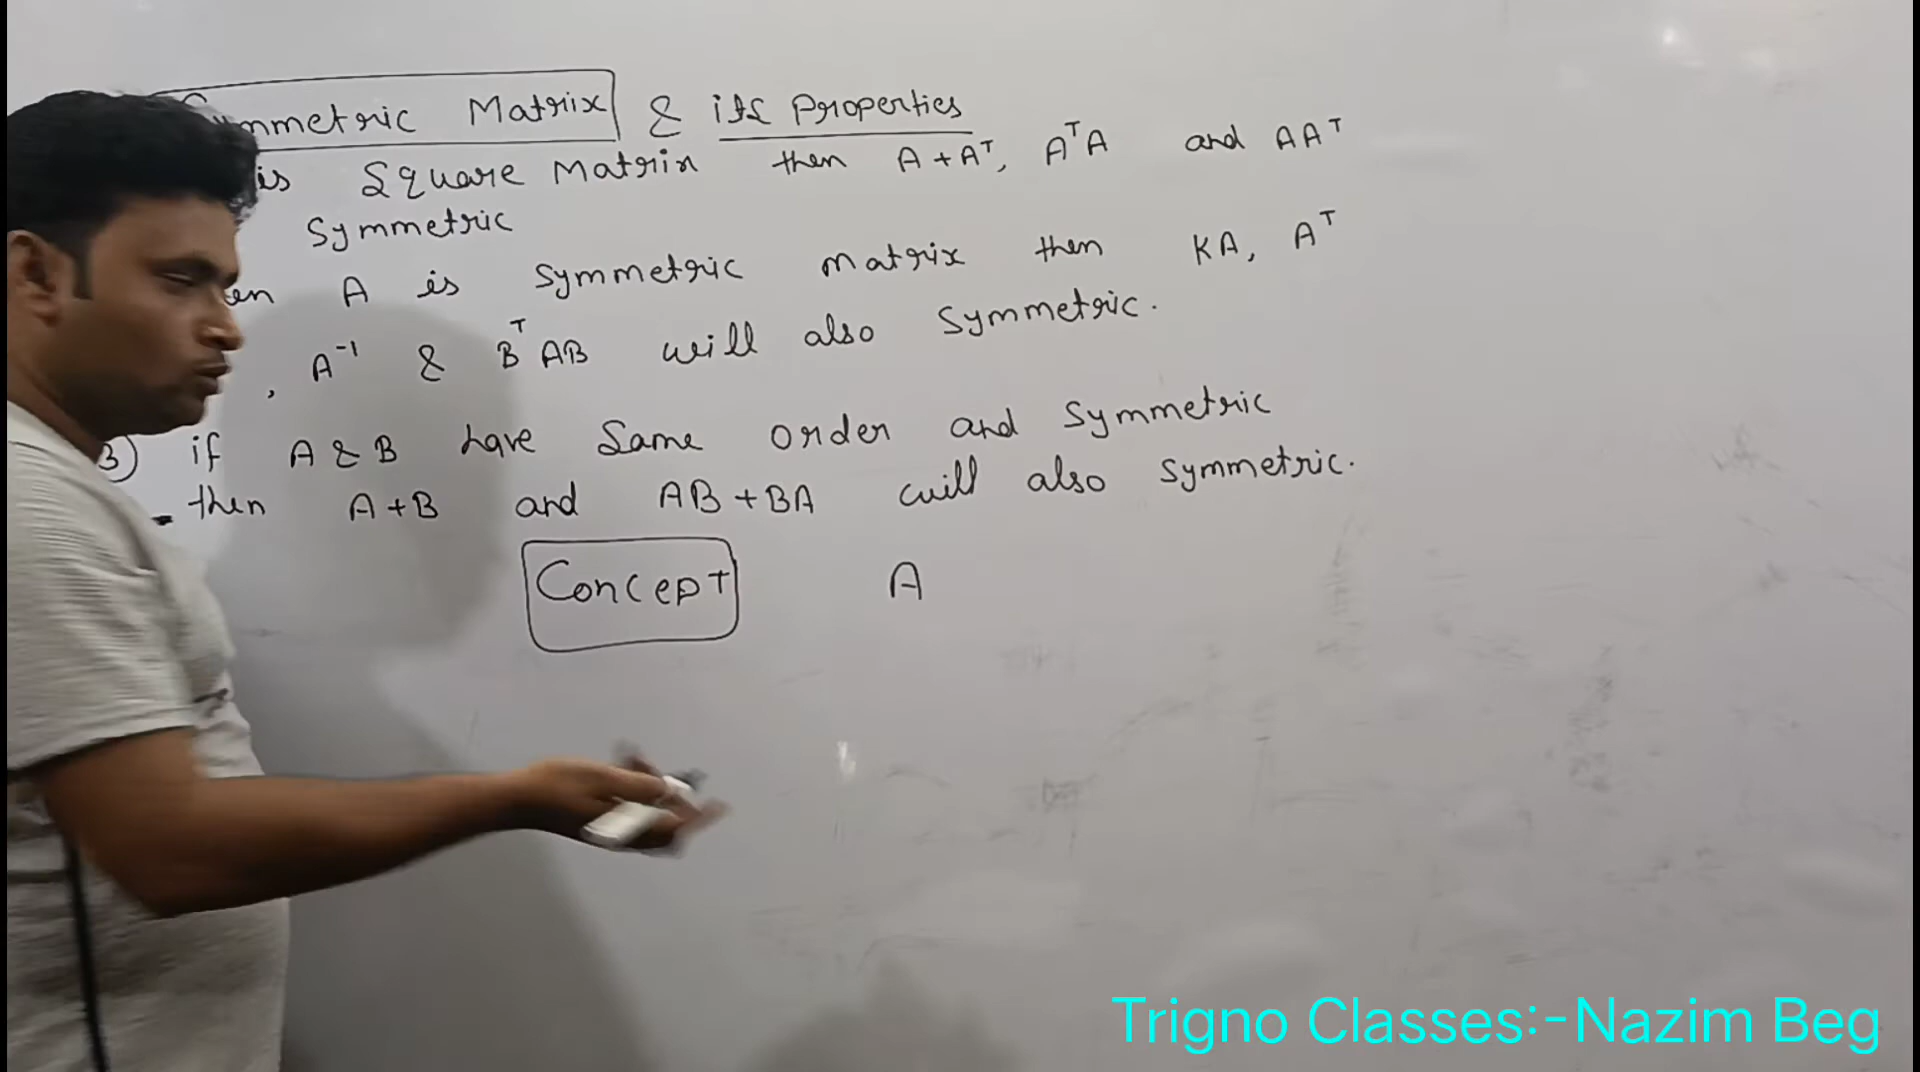 Symmetric Matrix & its Properties
is Square Matrix then A + Aᵀ, AᵀA and AAᵀ
Symmetric
A is Symmetric matrix then KA, Aᵀ
, A⁻¹ & BᵀAB will also Symmetric.
3) if A & B have Same order and Symmetric
then A + B and AB + BA will also Symmetric.
Concept A
Trigno Classes:-Nazim Beg